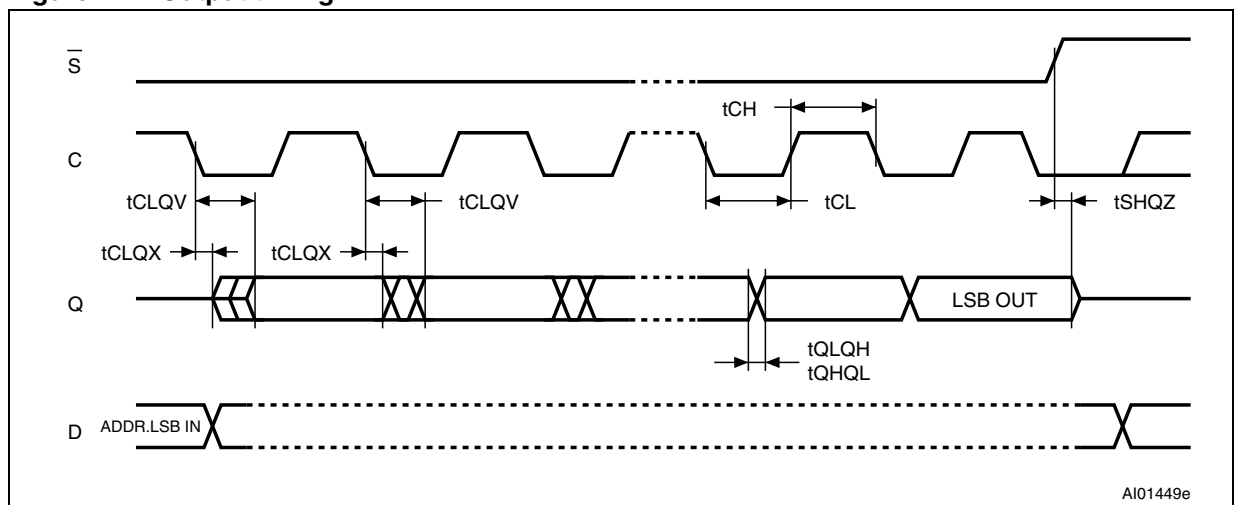 S
tCH
C
tCLQV
tCLQV
tCL
tSHQZ
tCLQX
tCLQX
Q
LSB OUT
tQLQH
tQHQL
D
ADDR.LSB IN
AI01449e